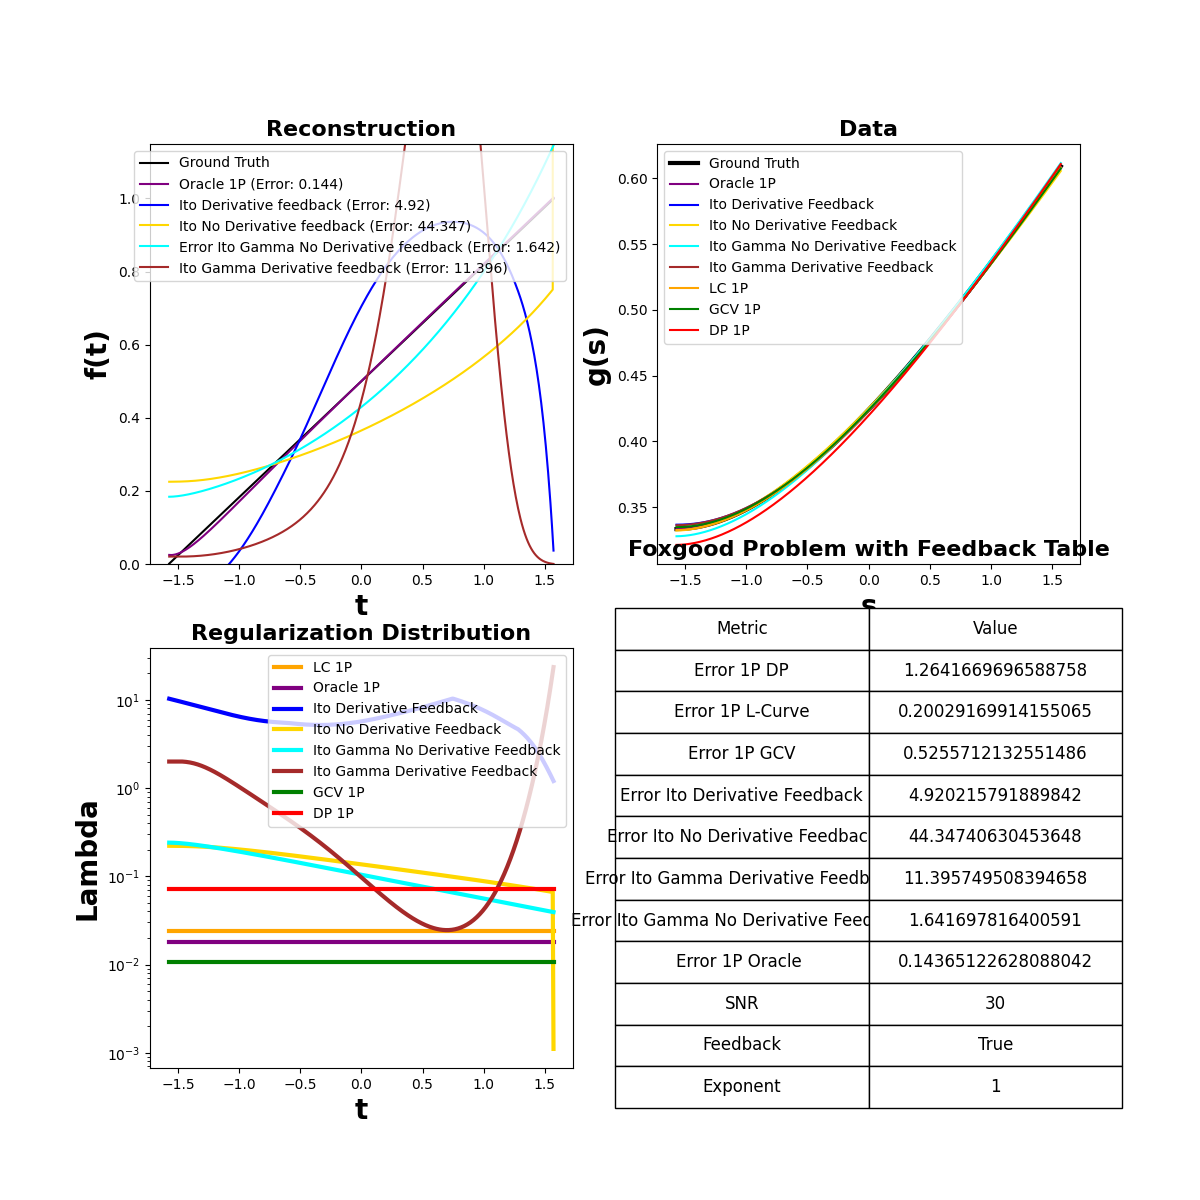 Reconstruction
Ground Truth
Oracle 1P (Error: 0.144)
Ito Derivative feedback (Error: 4.92)
Ito No Derivative feedback (Error: 44.347)
Error Ito Gamma No Derivative feedback (Error: 1.642)
Ito Gamma Derivative feedback (Error: 11.396)
1.0
0.8
0.6
0.4
0.2
0.0
f(t)
−1.5 −1.0 −0.5 0.0 0.5 1.0 1.5
t
Data
Ground Truth
Oracle 1P
Ito Derivative Feedback
Ito No Derivative Feedback
Ito Gamma No Derivative Feedback
Ito Gamma Derivative Feedback
LC 1P
GCV 1P
DP 1P
0.60
0.55
0.50
0.45
0.40
0.35
g(s)
−1.5 −1.0 −0.5 0.0 0.5 1.0 1.5
s
Regularization Distribution
LC 1P
Oracle 1P
Ito Derivative Feedback
Ito No Derivative Feedback
Ito Gamma No Derivative Feedback
Ito Gamma Derivative Feedback
GCV 1P
DP 1P
10¹
10⁰
10⁻¹
10⁻²
10⁻³
Lambda
−1.5 −1.0 −0.5 0.0 0.5 1.0 1.5
t
Foxgood Problem with Feedback Table
Metric Value
Error 1P DP 1.2641669696588758
Error 1P L-Curve 0.20029169914155065
Error 1P GCV 0.5255712132551486
Error Ito Derivative Feedback 4.920215791889842
Error Ito No Derivative Feedbac 44.34740630453648
Error Ito Gamma Derivative Feedb 11.395749508394658
Error Ito Gamma No Derivative Feed 1.641697816400591
Error 1P Oracle 0.14365122628088042
SNR 30
Feedback True
Exponent 1